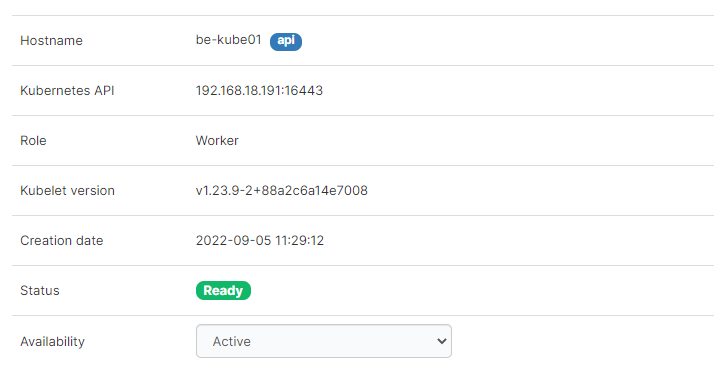 Hostname be-kube01 api
Kubernetes API 192.168.18.191:16443
Role Worker
Kubelet version v1.23.9-2+88a2c6a14e7008
Creation date 2022-09-05 11:29:12
Status Ready
Availability Active